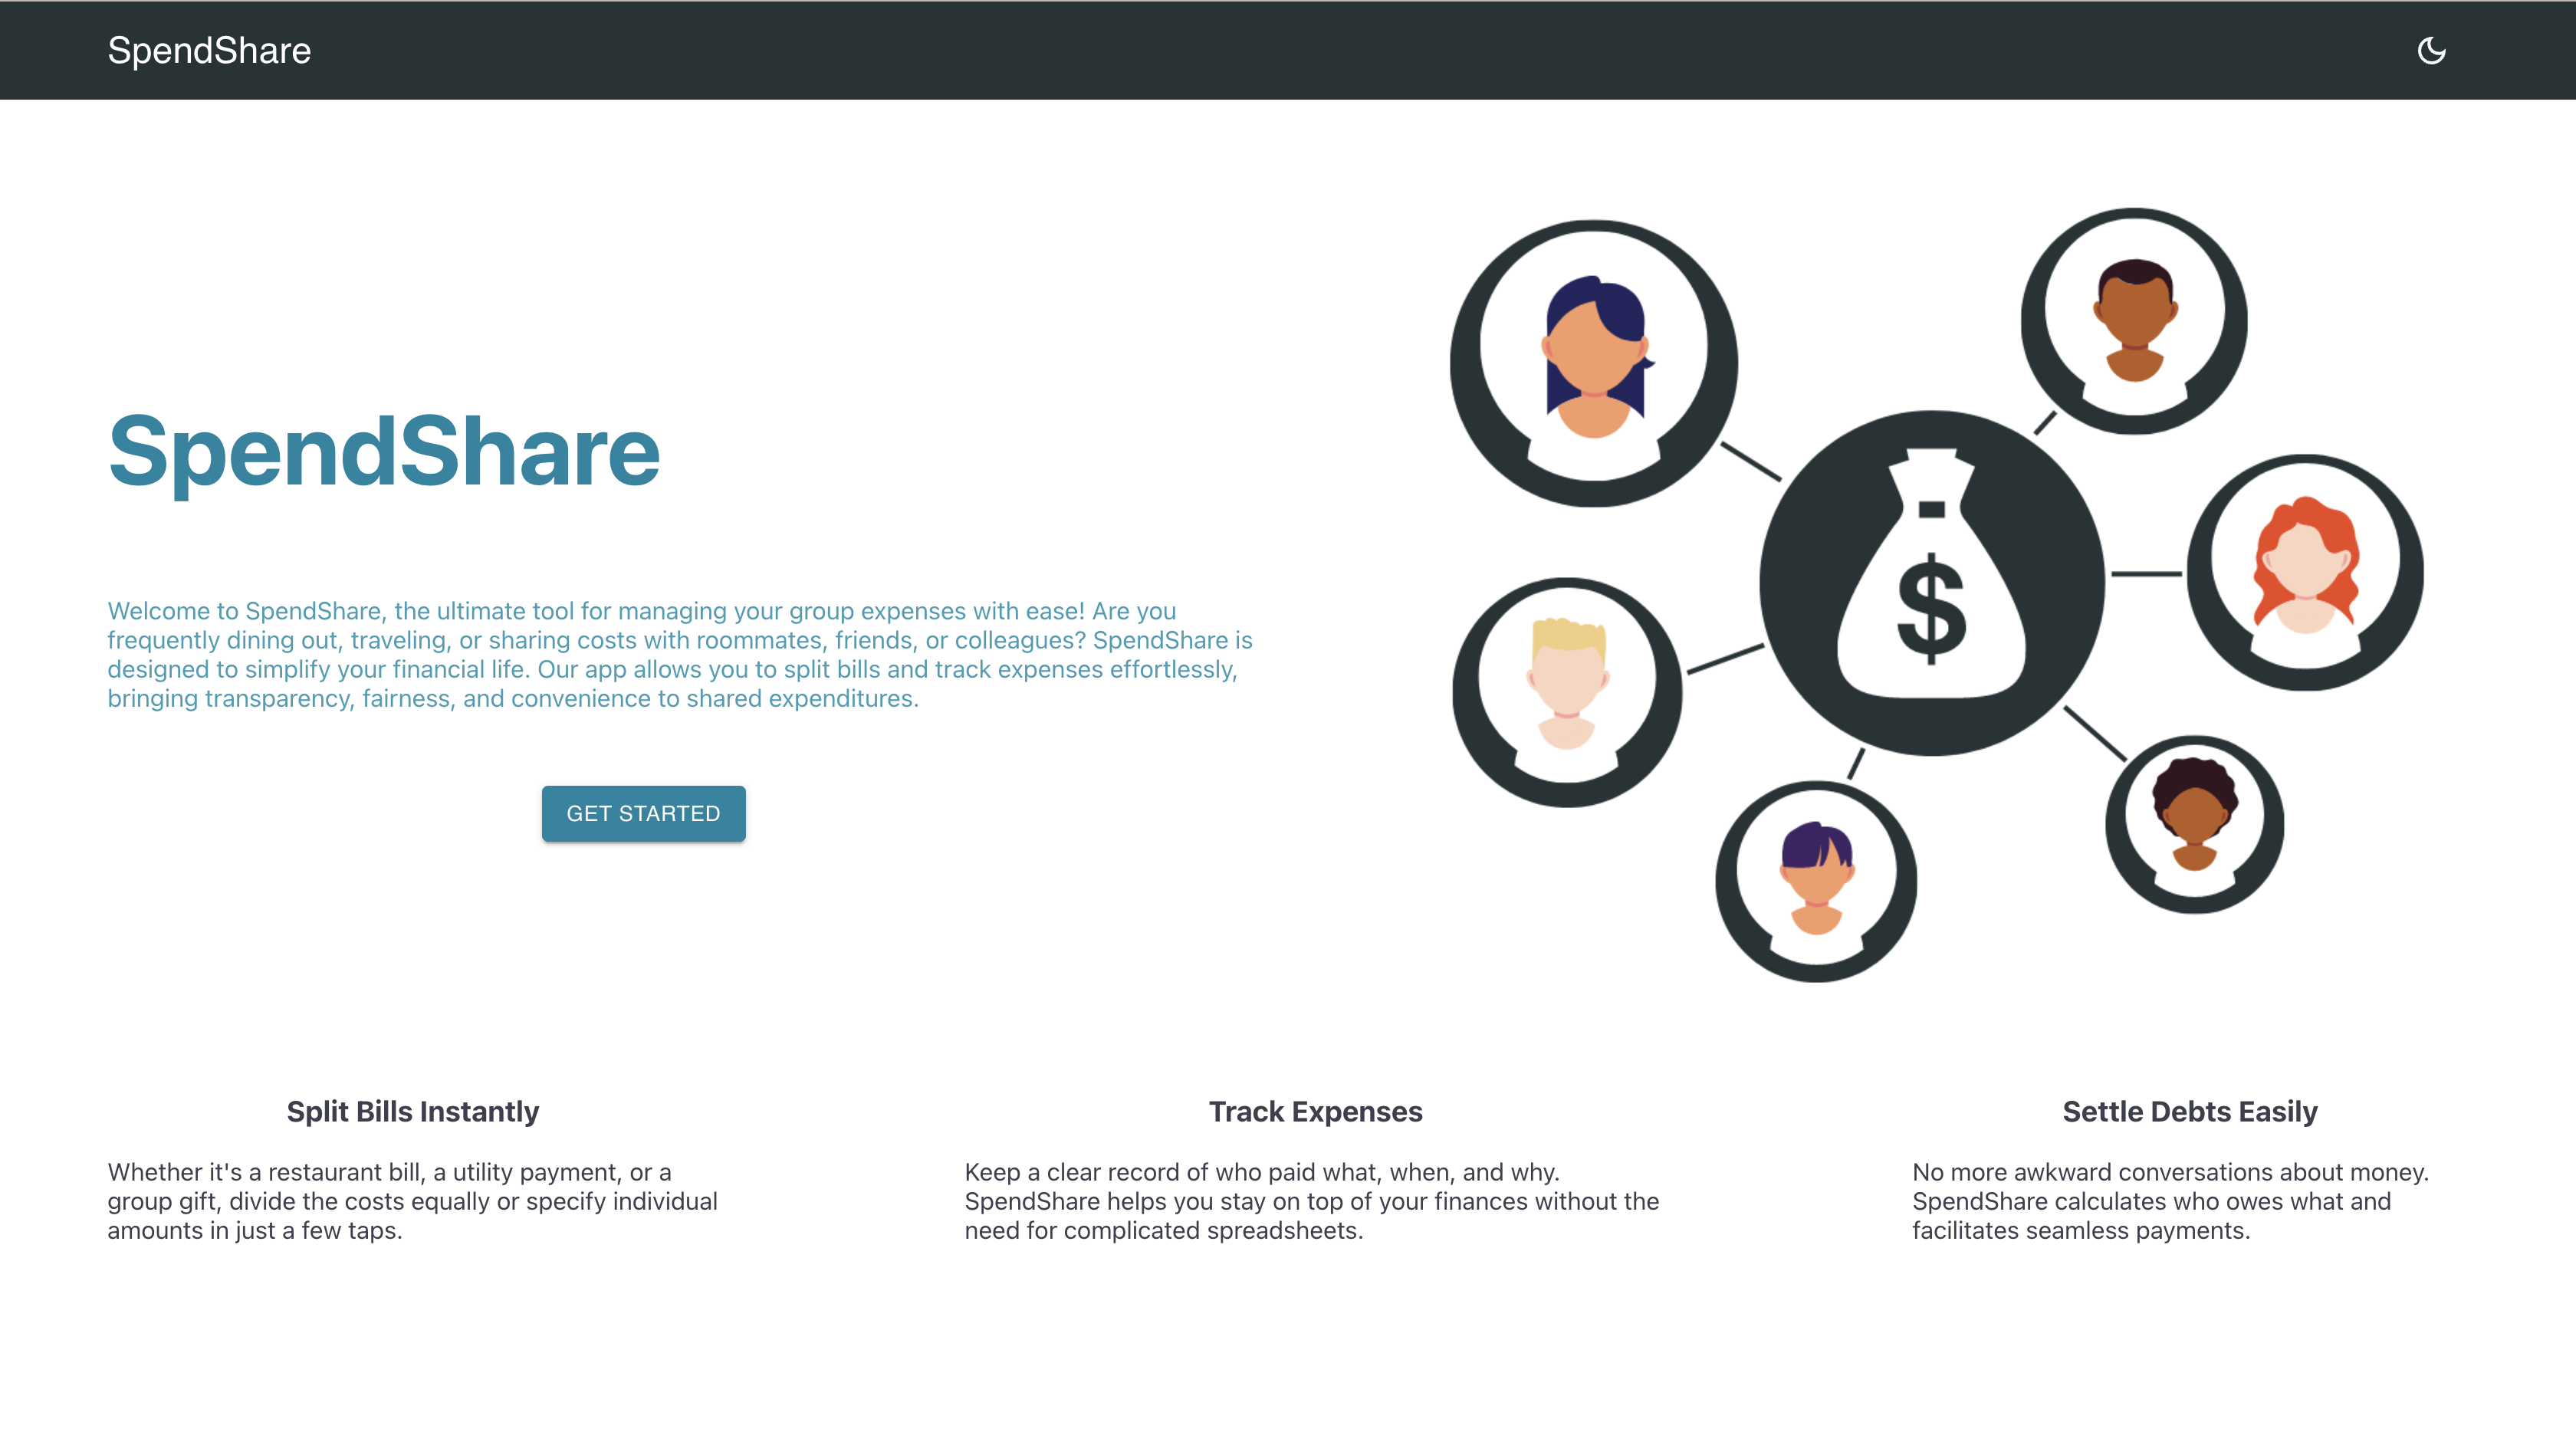 SpendShare
SpendShare
Welcome to SpendShare, the ultimate tool for managing your group expenses with ease! Are you
frequently dining out, traveling, or sharing costs with roommates, friends, or colleagues? SpendShare is
designed to simplify your financial life. Our app allows you to split bills and track expenses effortlessly,
bringing transparency, fairness, and convenience to shared expenditures.
GET STARTED
$
Split Bills Instantly
Whether it's a restaurant bill, a utility payment, or a
group gift, divide the costs equally or specify individual
amounts in just a few taps.
Track Expenses
Keep a clear record of who paid what, when, and why.
SpendShare helps you stay on top of your finances without the
need for complicated spreadsheets.
Settle Debts Easily
No more awkward conversations about money.
SpendShare calculates who owes what and
facilitates seamless payments.